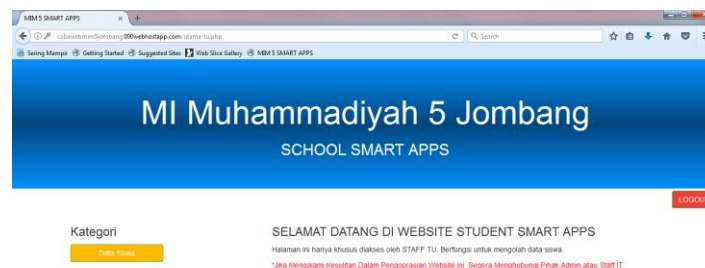 MIM 5 SMART APPS
cobawebmim5jombang.000webhostapp.com/utama-tu.php
Search
Sering Mampir Getting Started Suggested Sites Web Slice Gallery MIM 5 SMART APPS
MI Muhammadiyah 5 Jombang
SCHOOL SMART APPS
LOGOU
Kategori
Data Siswa
SELAMAT DATANG DI WEBSITE STUDENT SMART APPS
Halaman ini hanya khusus diakses oleh STAFF TU. Berfungsi untuk mengolah data siswa.
*Jika Mengalami Kesulitan Dalam Pengoprasian Website ini, Segera Menghubungi Pihak Admin atau Staff IT.